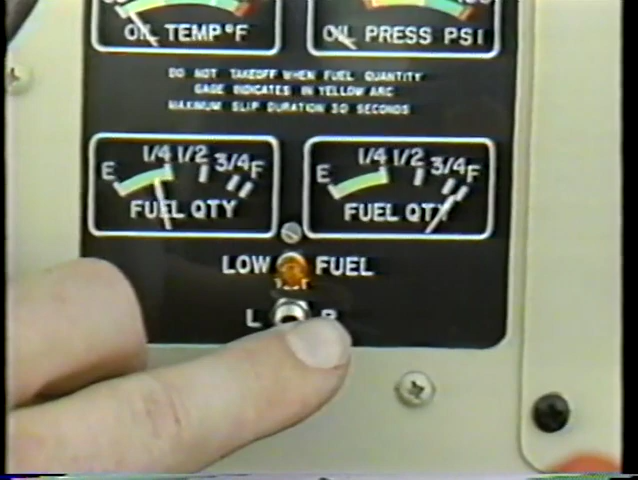 OIL TEMP °F
OIL PRESS PSI
DO NOT TAKEOFF WHEN FUEL QUANTITY
GAGE INDICATES IN YELLOW ARC
MAXIMUM SLIP DURATION 30 SECONDS
E 1/4 1/2 3/4 F
FUEL QTY
E 1/4 1/2 3/4 F
FUEL QTY
LOW FUEL
TEST
L R